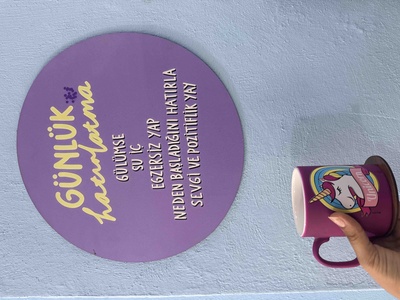 GÜNLÜK
hatırlatma
GÜLÜMSE
SU İÇ
EGZERSİZ YAP
NEDEN BAŞLADIĞINI HATIRLA
SEVGİ VE POZİTİFLİK YAY